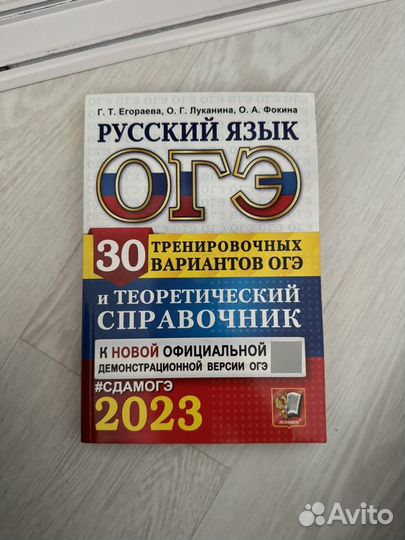 Г. Т. Егораева, О. Г. Луканина, О. А. Фокина
РУССКИЙ ЯЗЫК
ОГЭ
30 ТРЕНИРОВОЧНЫХ
ВАРИАНТОВ ОГЭ
И ТЕОРЕТИЧЕСКИЙ
СПРАВОЧНИК
К НОВОЙ ОФИЦИАЛЬНОЙ
ДЕМОНСТРАЦИОННОЙ ВЕРСИИ ОГЭ
#СДАМОГЭ
2023
ЭКЗАМЕН
Avito